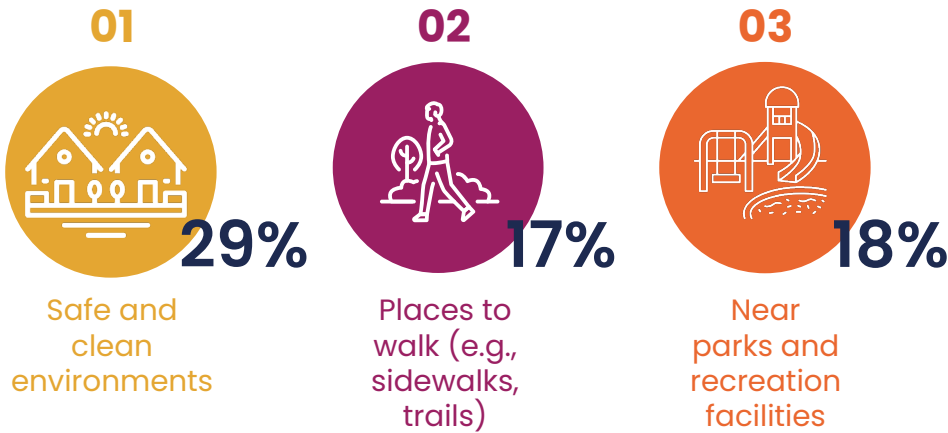 01
29%
Safe and
clean
environments
02
17%
Places to
walk (e.g.,
sidewalks,
trails)
03
18%
Near
parks and
recreation
facilities